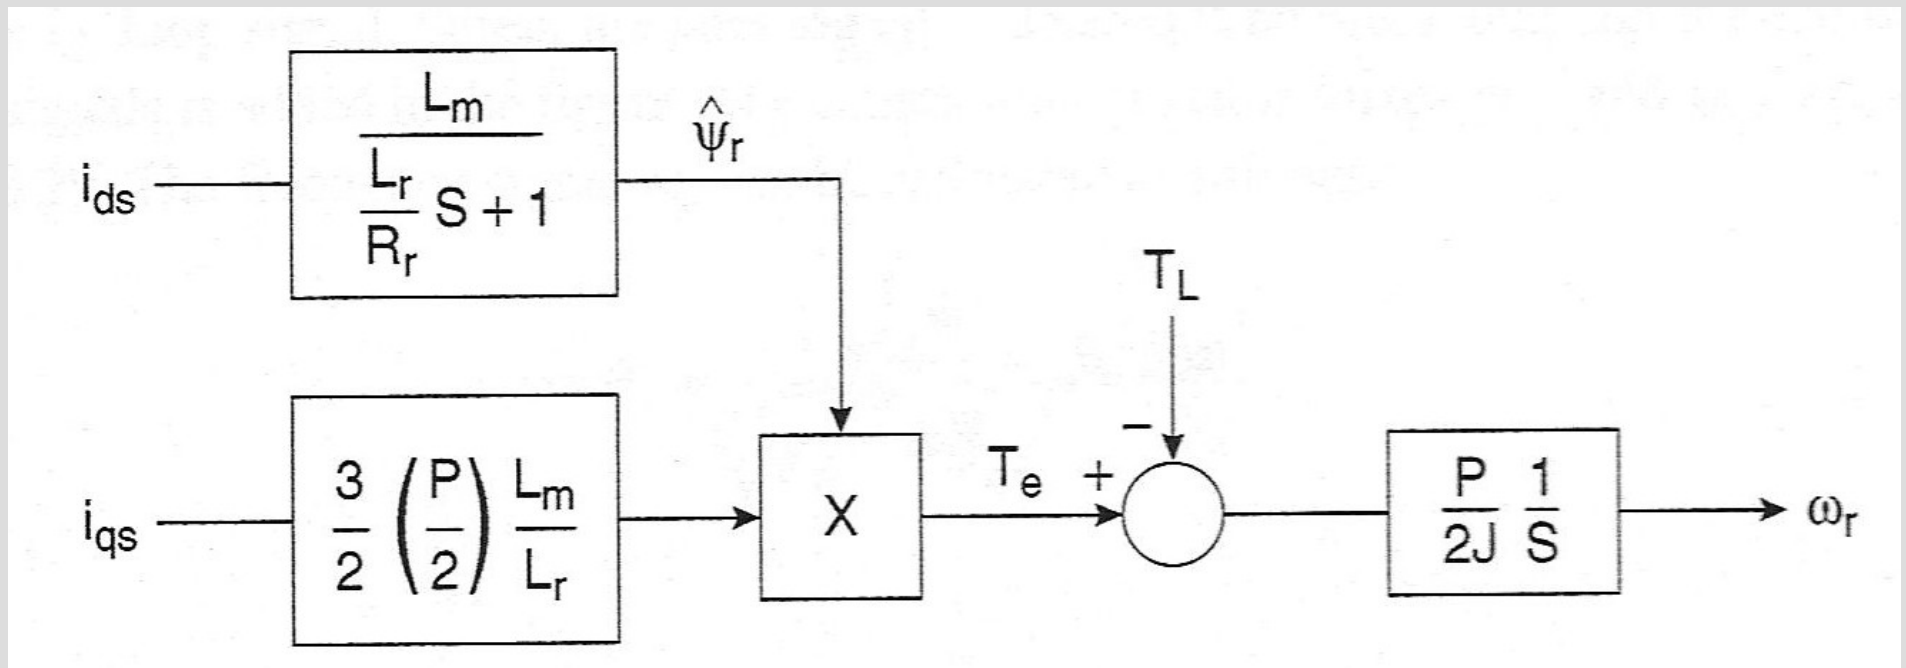 i_ds
L_m
L_r
R_r
S + 1
ψ̂_r
T_L
i_qs
3/2 (P/2) L_m/L_r
X
T_e
+
−
P/2J 1/S
ω_r